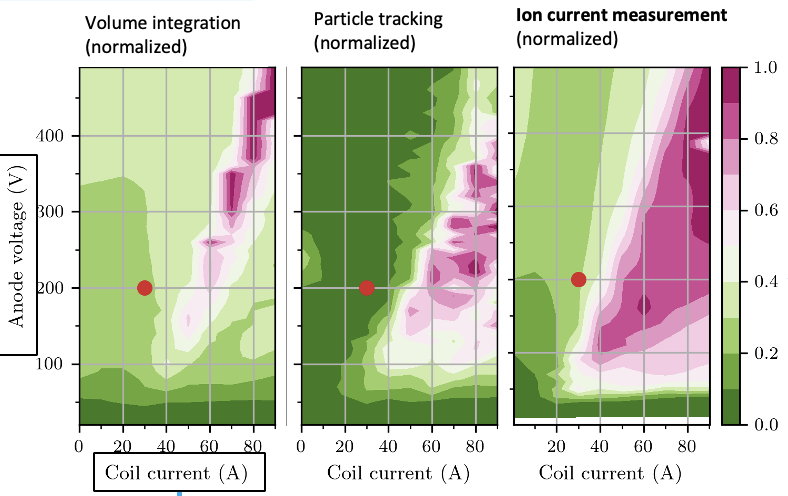 Volume integration
(normalized)
Particle tracking
(normalized)
Ion current measurement
(normalized)
1.0
0.8
0.6
0.4
0.2
0.0
400
300
200
100
Anode voltage (V)
0 20 40 60 80
0 20 40 60 80
0 20 40 60 80
Coil current (A)
Coil current (A)
Coil current (A)